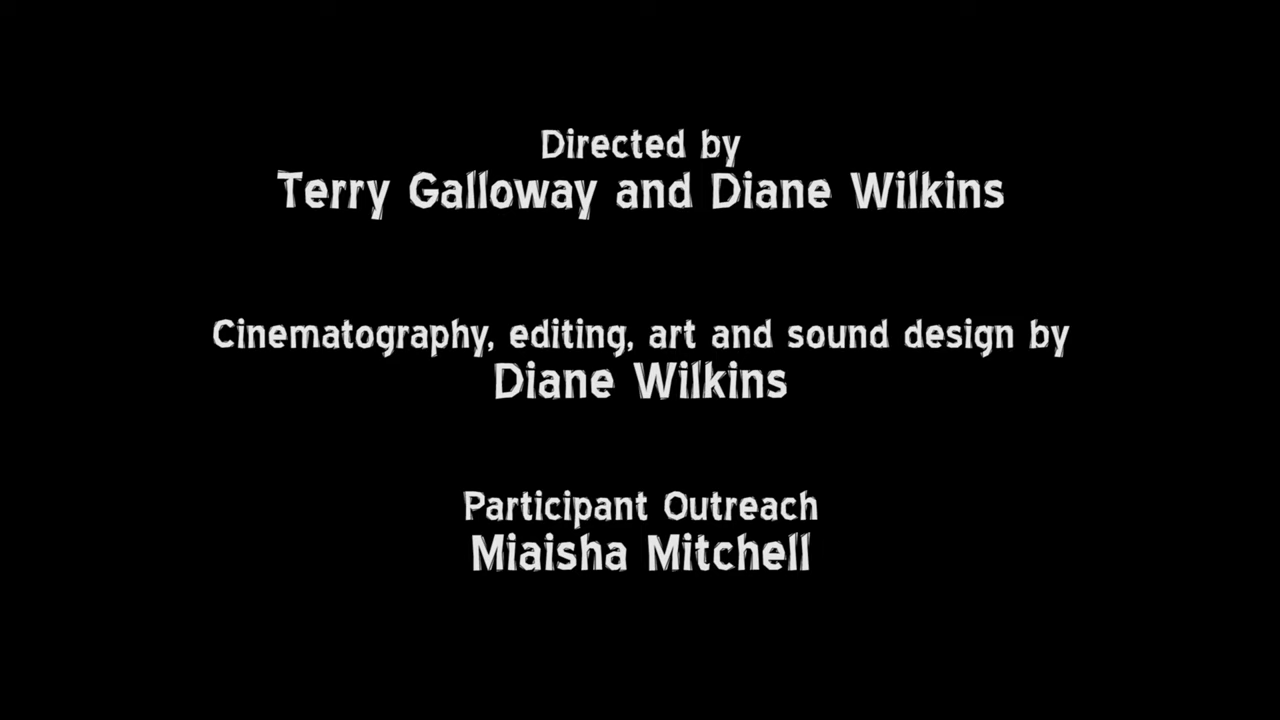 Directed by
Terry Galloway and Diane Wilkins
Cinematography, editing, art and sound design by
Diane Wilkins
Participant Outreach
Miaisha Mitchell